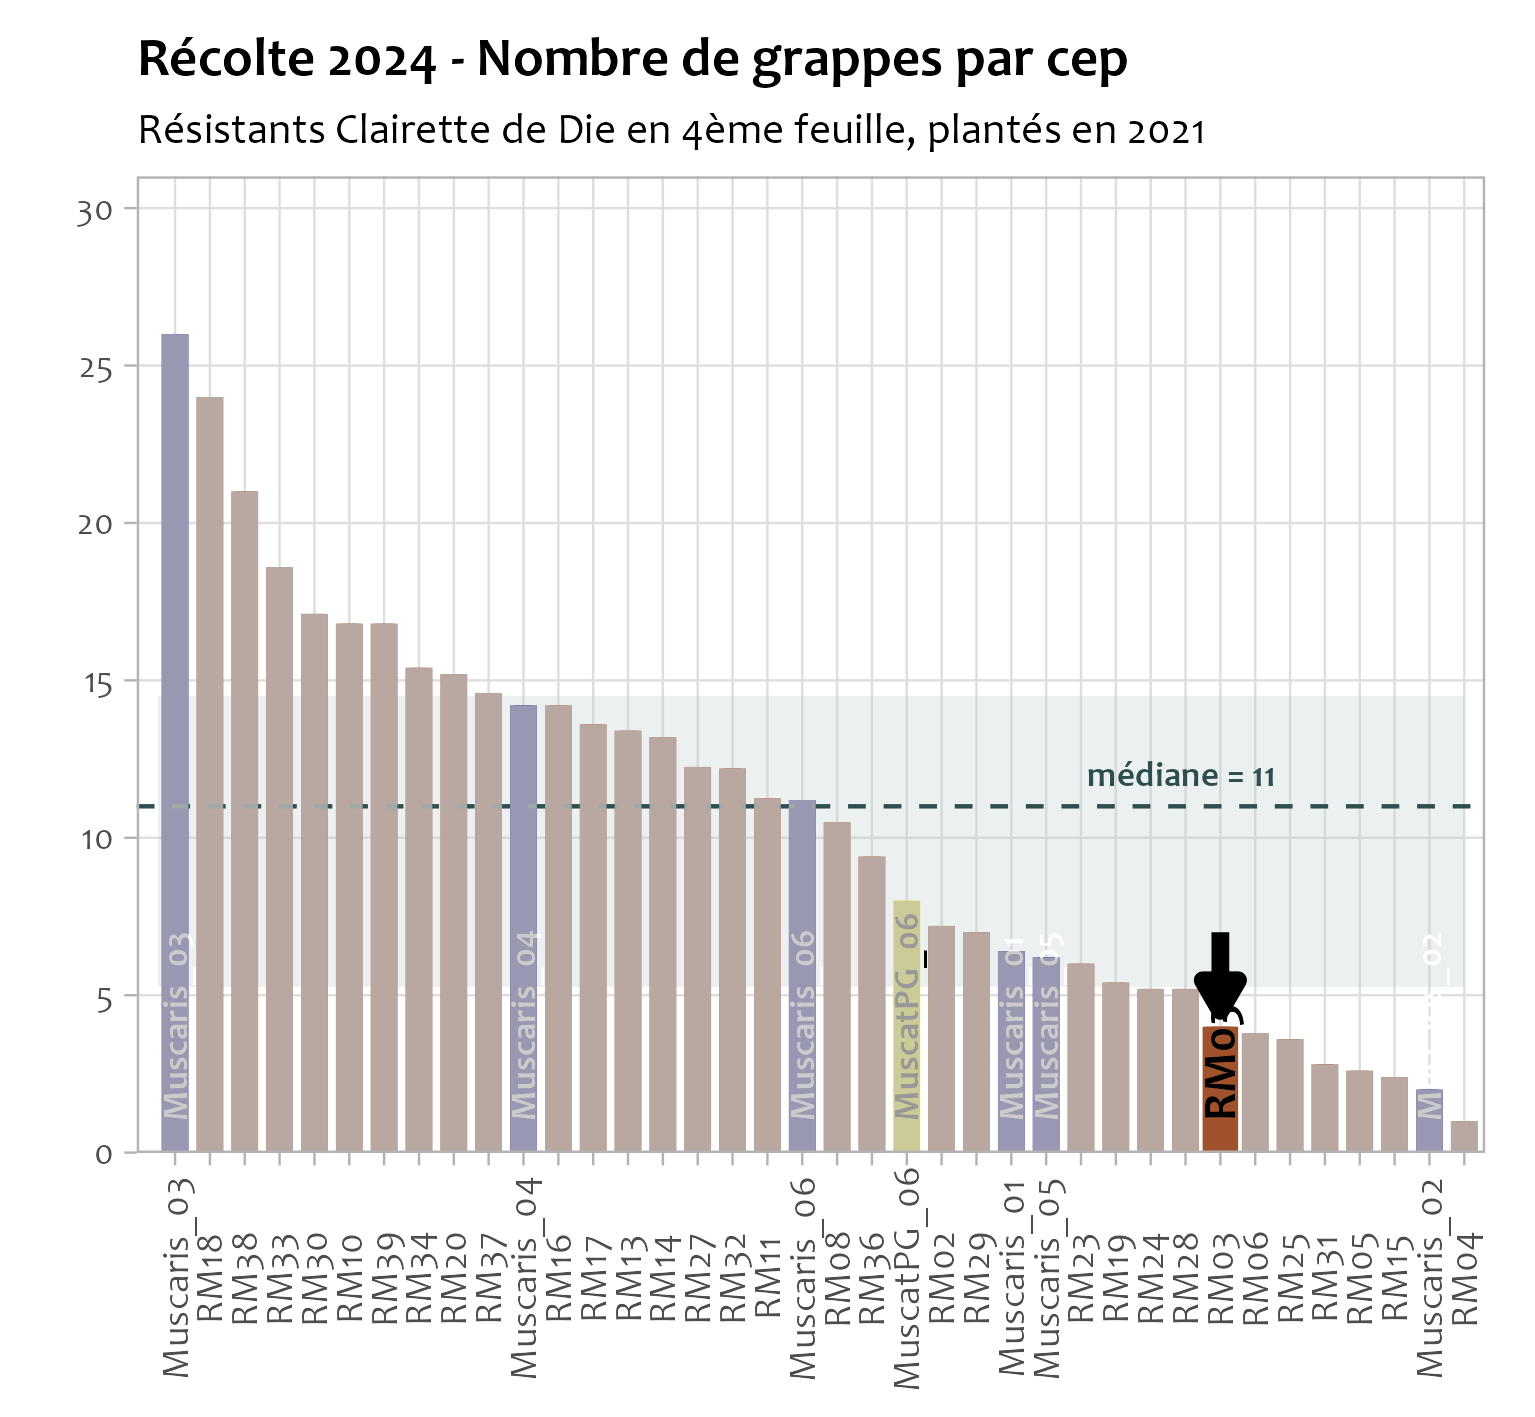 Récolte 2024 - Nombre de grappes par cep
Résistants Clairette de Die en 4ème feuille, plantés en 2021
30
25
20
15
10
5
0
médiane = 11
Muscaris_03
Muscaris_04
Muscaris_06
MuscatPG_06
Muscaris_01
Muscaris_05
RM03
Muscaris_02
Muscaris_03
RM18
RM38
RM33
RM30
RM10
RM39
RM34
RM20
RM37
Muscaris_04
RM16
RM17
RM13
RM14
RM27
RM32
RM11
Muscaris_06
RM08
RM36
MuscatPG_06
RM02
RM29
Muscaris_01
Muscaris_05
RM23
RM19
RM24
RM28
RM03
RM06
RM25
RM31
RM05
RM15
Muscaris_02
RM04